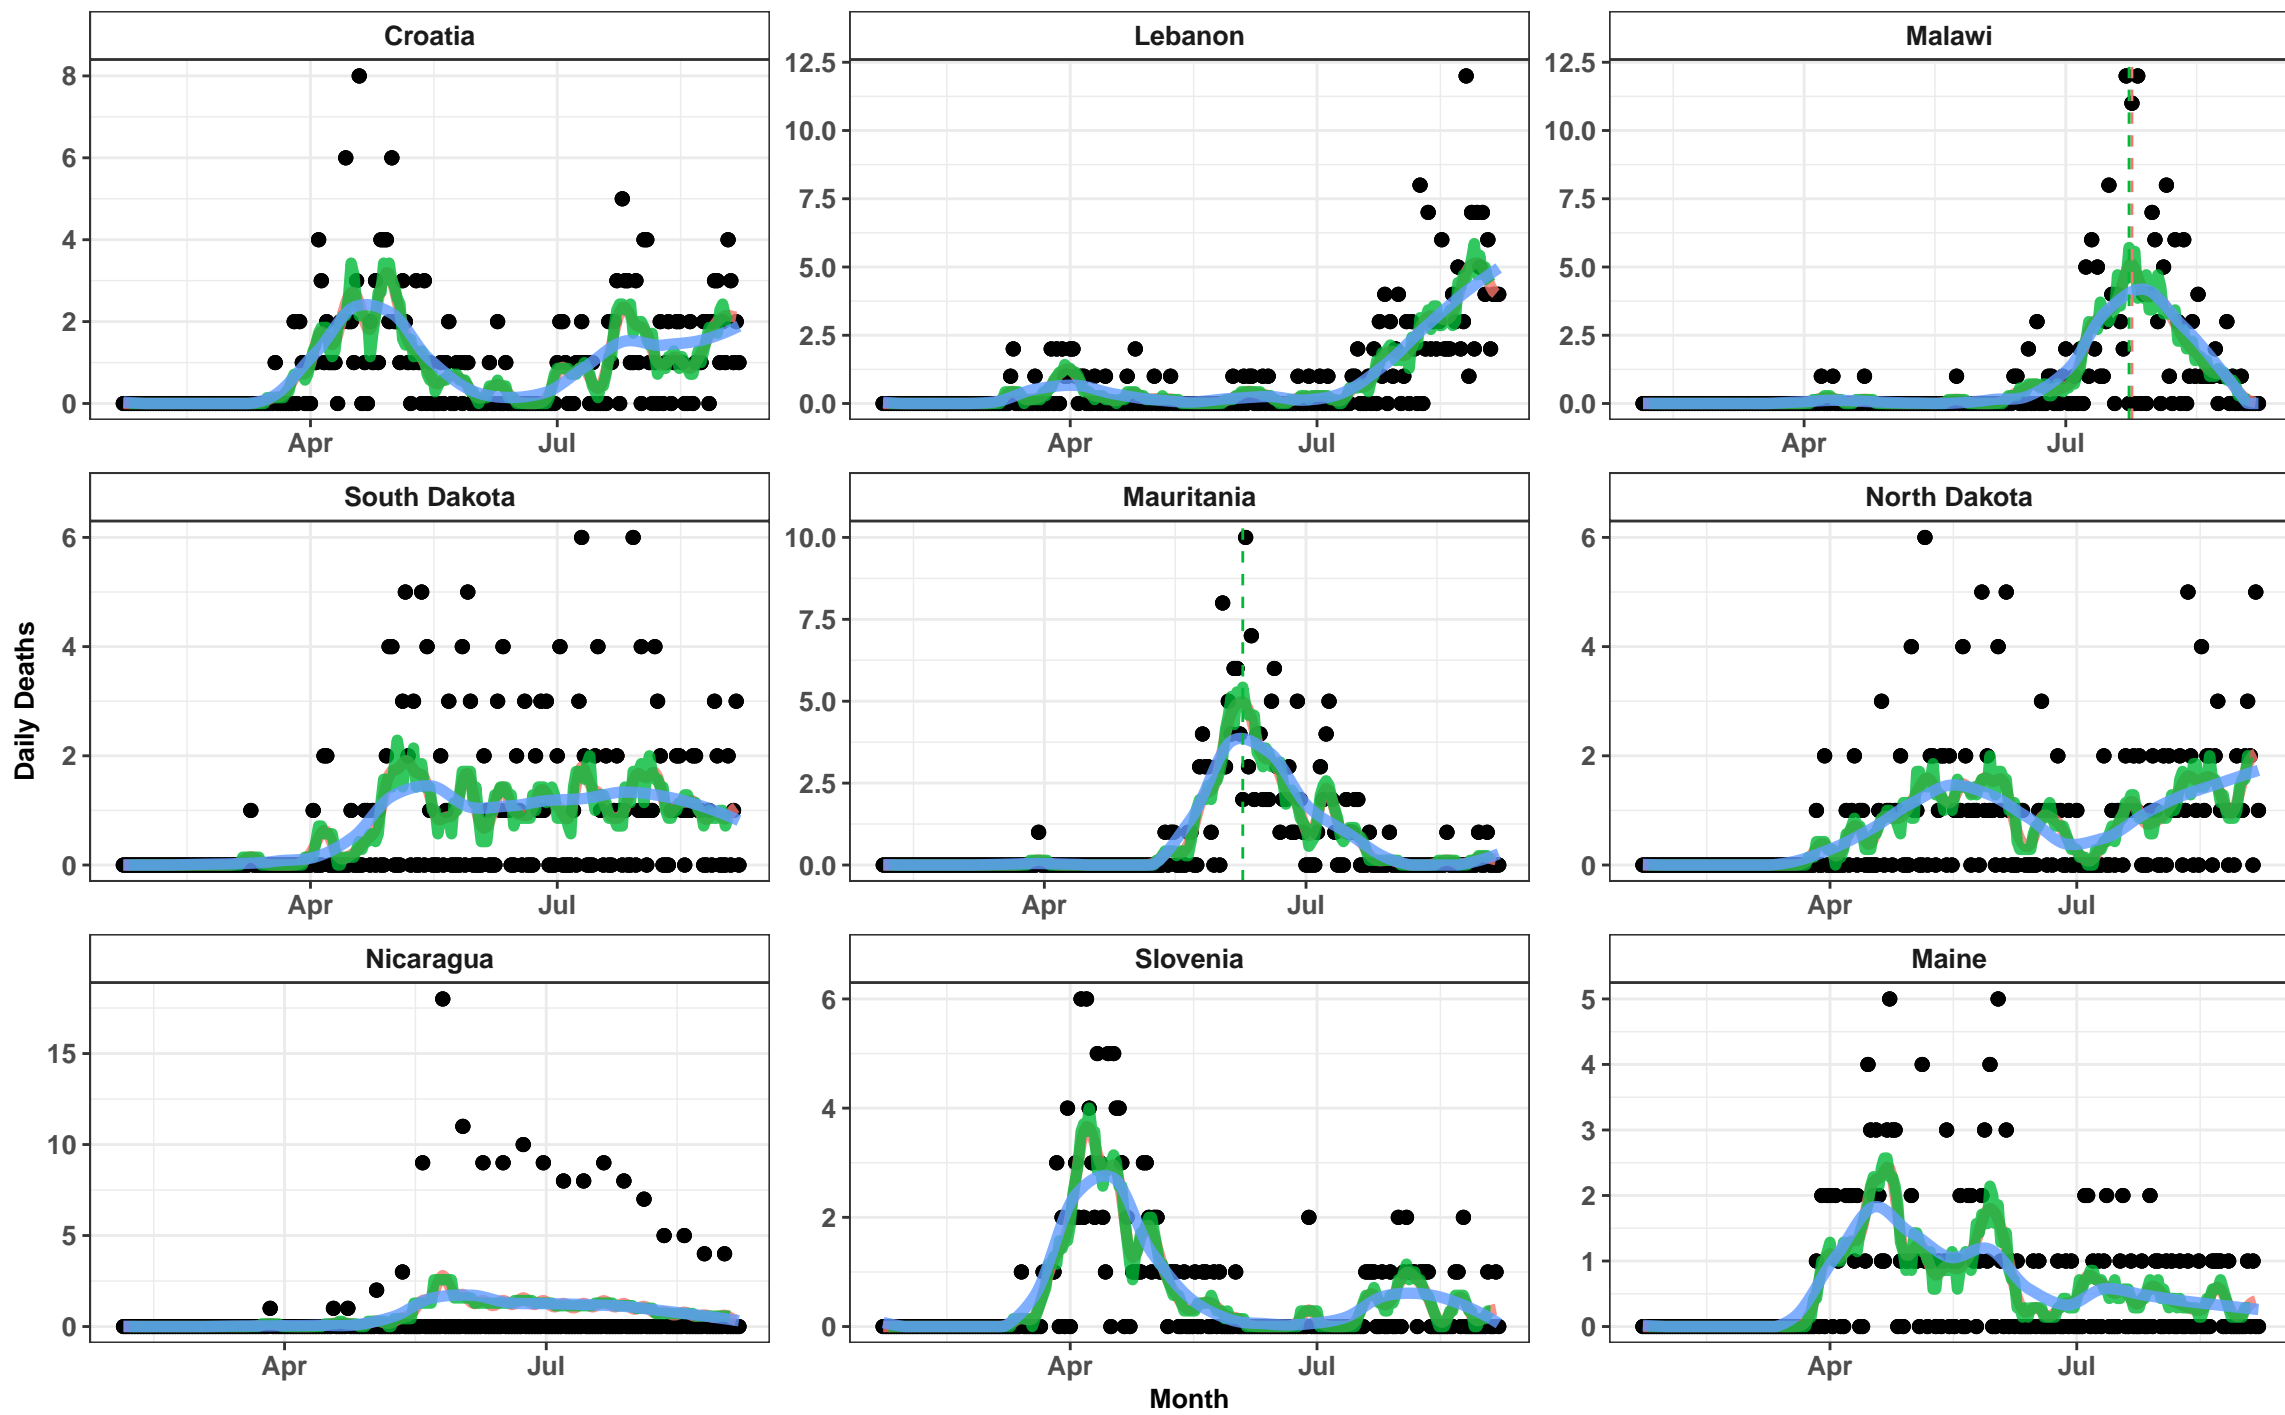 Croatia
Lebanon
Malawi
8
6
4
2
0
Apr
Jul
12.5
10.0
7.5
5.0
2.5
0.0
Apr
Jul
12.5
10.0
7.5
5.0
2.5
0.0
Apr
Jul
South Dakota
Mauritania
North Dakota
Daily Deaths
6
4
2
0
Apr
Jul
10.0
7.5
5.0
2.5
0.0
Apr
Jul
6
4
2
0
Apr
Jul
Nicaragua
Slovenia
Maine
15
10
5
0
Apr
Jul
6
4
2
0
Apr
Jul
5
4
3
2
1
0
Apr
Jul
Month